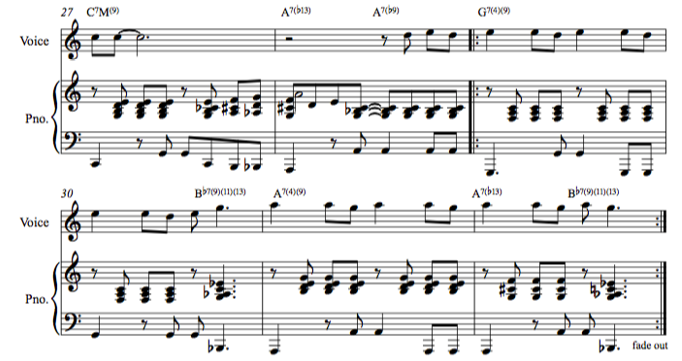 27 C7M(9) A7(b13) A7(b9) G7(4)(9)
Voice
Pno.
30 Bb7(9)(11)(13) A7(4)(9) A7(b13) Bb7(9)(11)(13)
Voice
Pno.
fade out